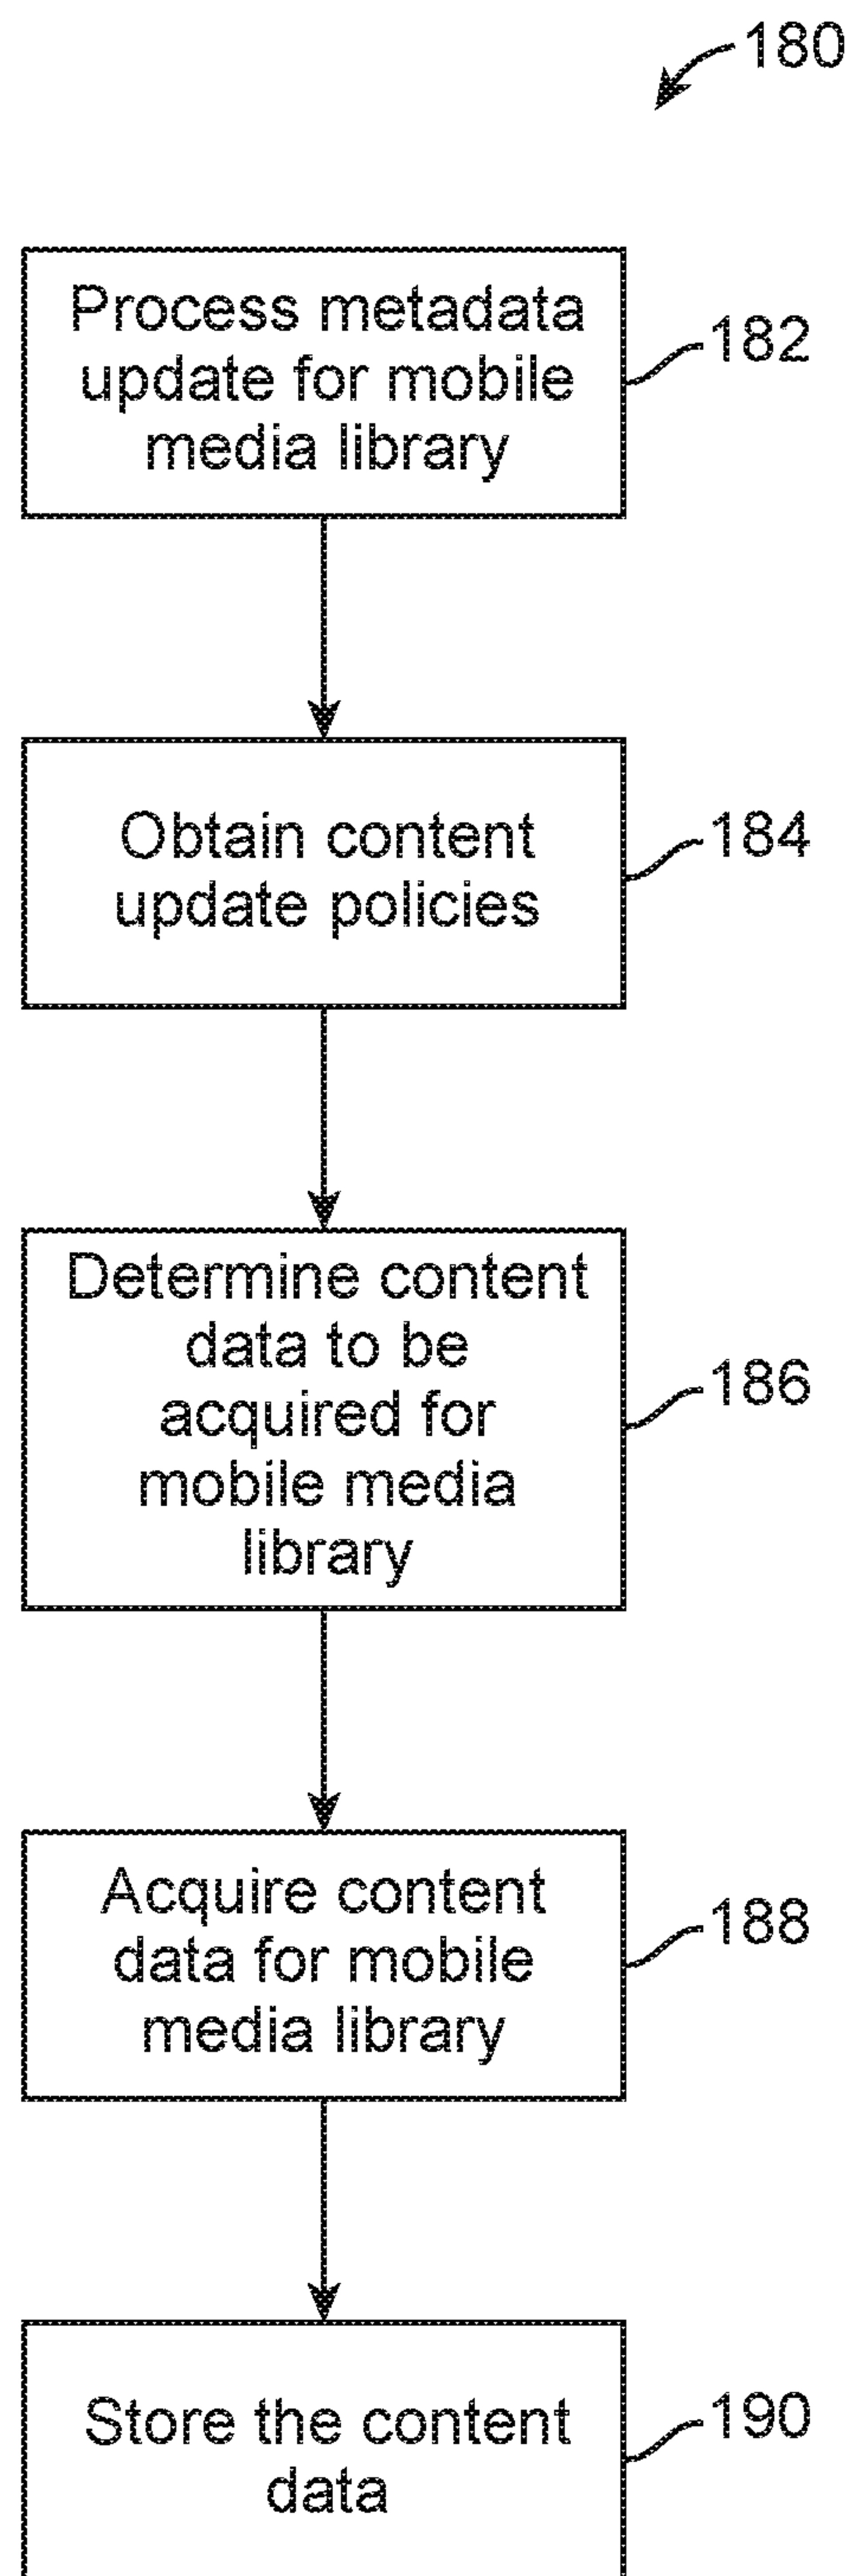 180
Process metadata
update for mobile
media library
182
Obtain content
update policies
184
Determine content
data to be
acquired for
mobile media
library
186
Acquire content
data for mobile
media library
188
Store the content
data
190